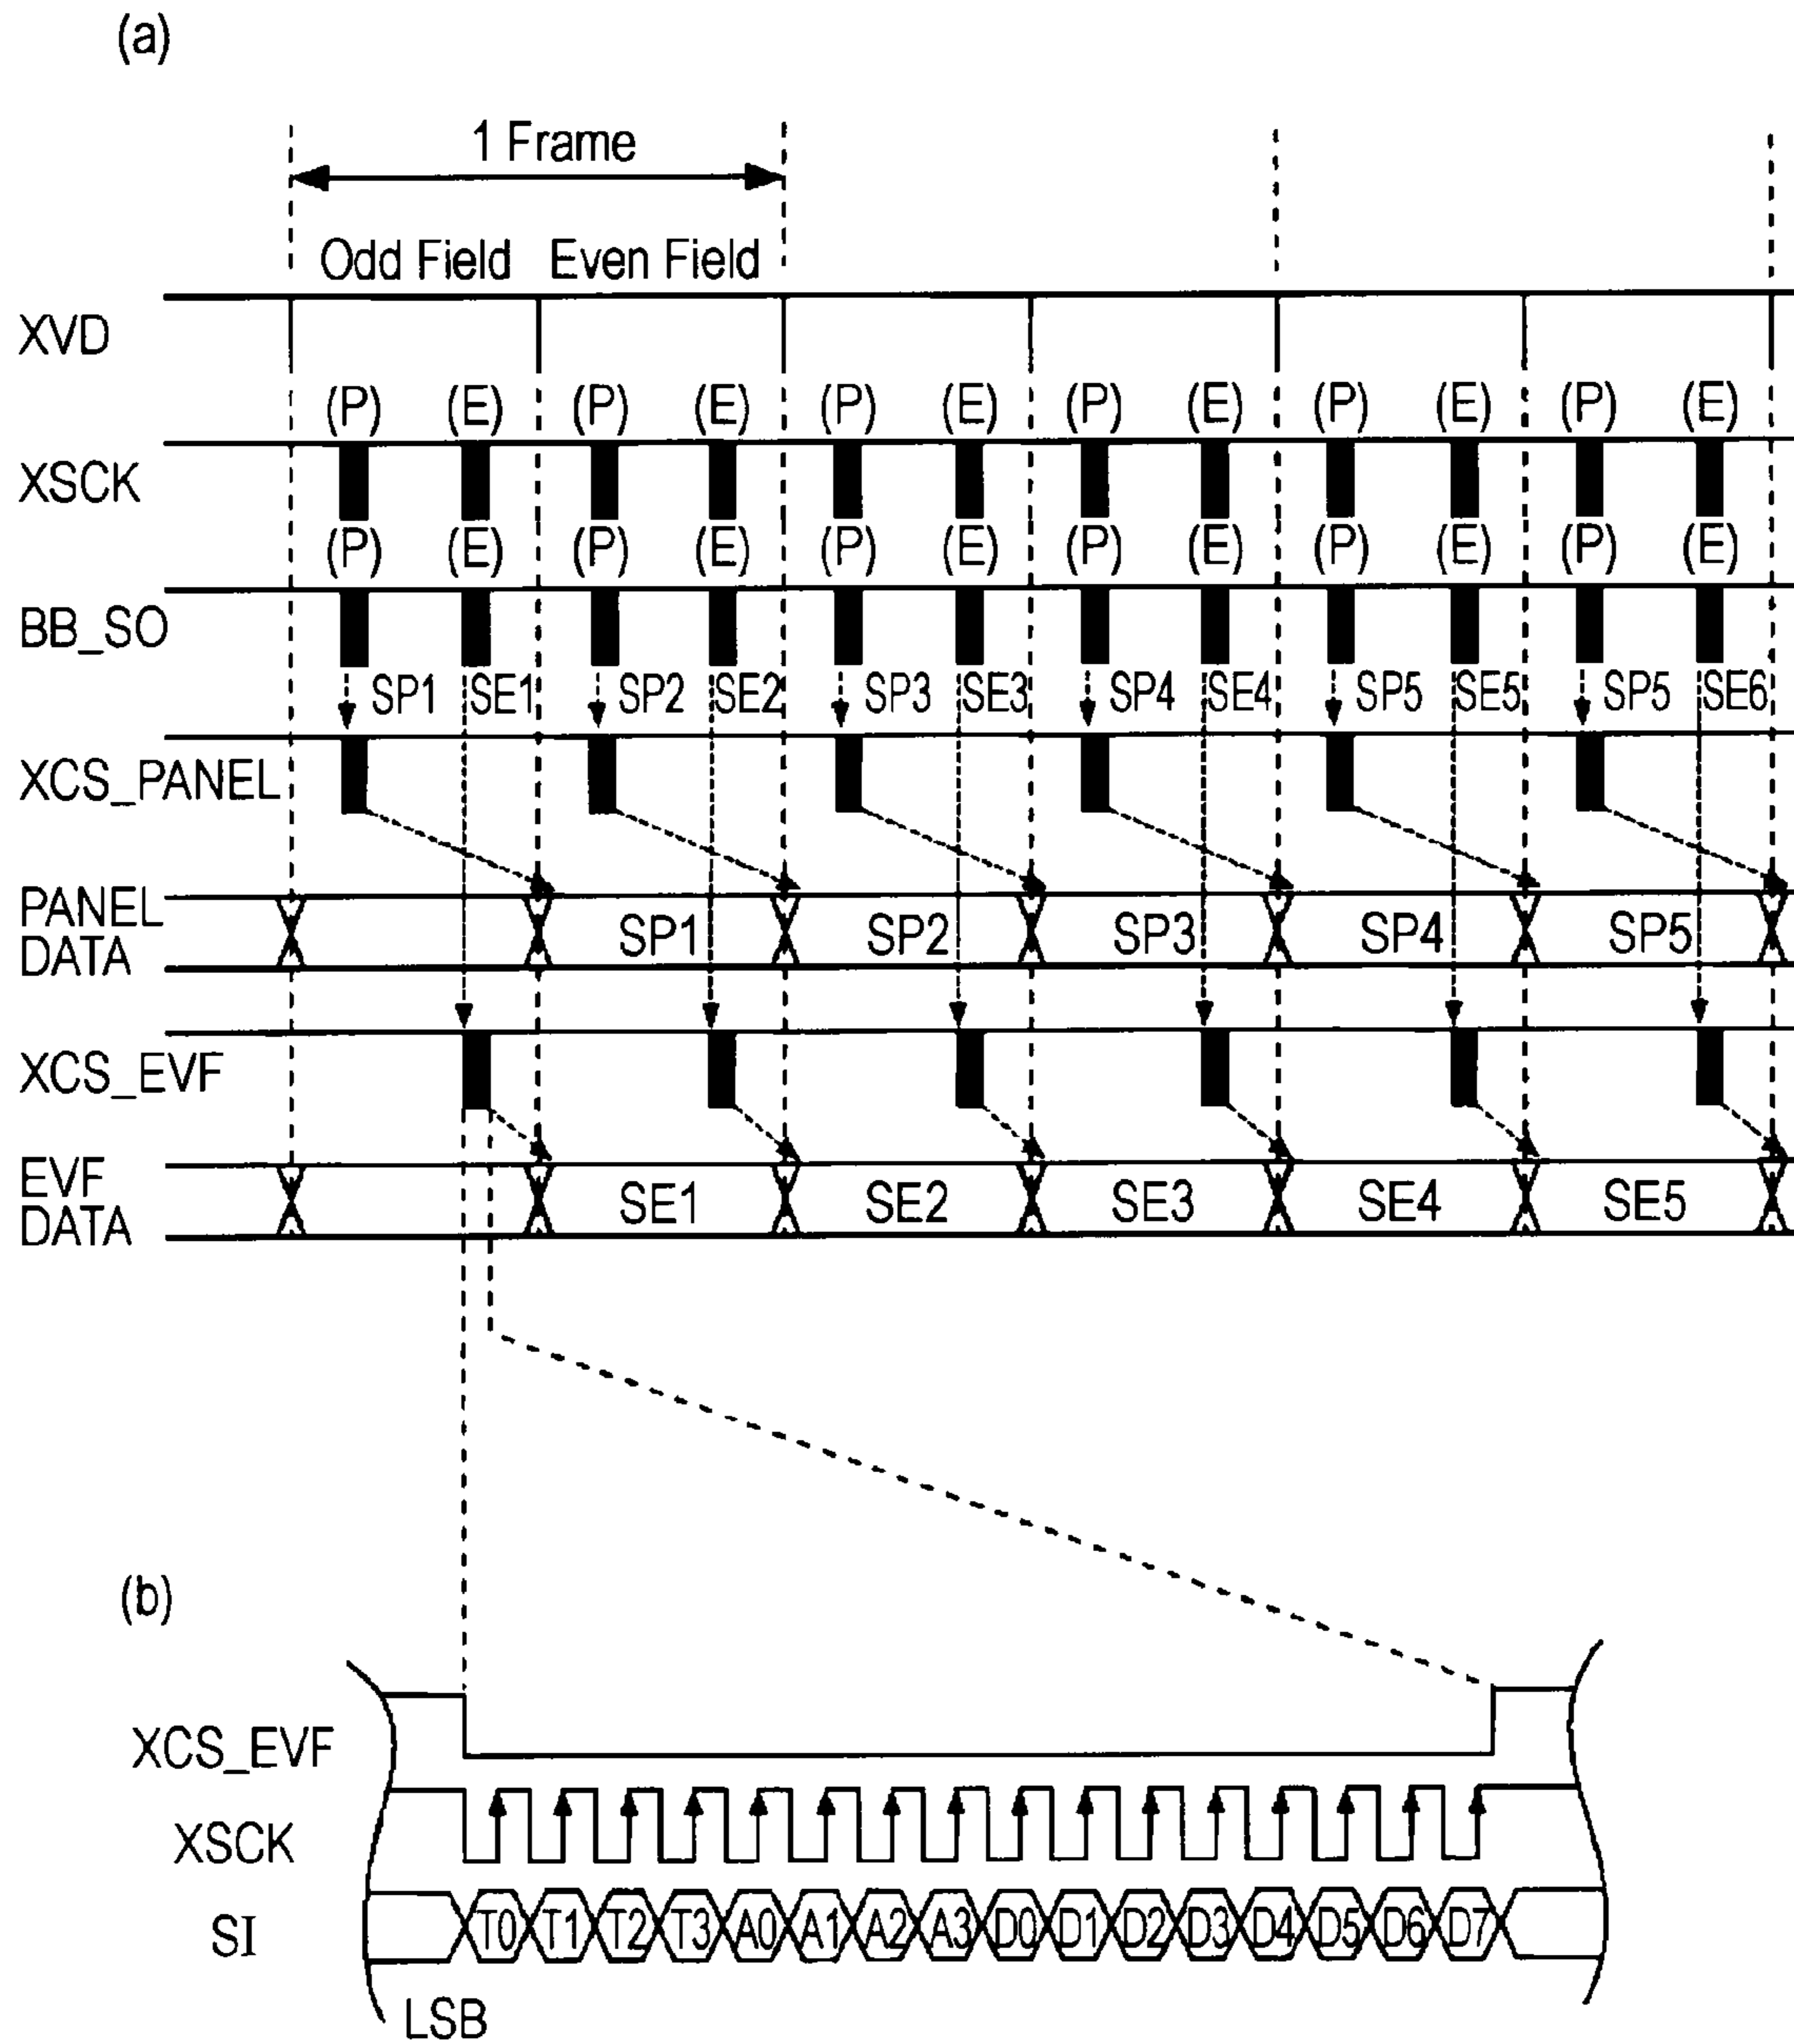 (a)
1 Frame
Odd Field Even Field
XVD
(P) (E) (P) (E) (P) (E) (P) (E) (P) (E) (P) (E)
XSCK
(P) (E) (P) (E) (P) (E) (P) (E) (P) (E) (P) (E)
BB_SO
SP1 SE1 SP2 SE2 SP3 SE3 SP4 SE4 SP5 SE5 SP5 SE6
XCS_PANEL
PANEL
DATA
SP1 SP2 SP3 SP4 SP5
XCS_EVF
EVF
DATA
SE1 SE2 SE3 SE4 SE5
(b)
XCS_EVF
XSCK
SI T0 T1 T2 T3 A0 A1 A2 A3 D0 D1 D2 D3 D4 D5 D6 D7
LSB